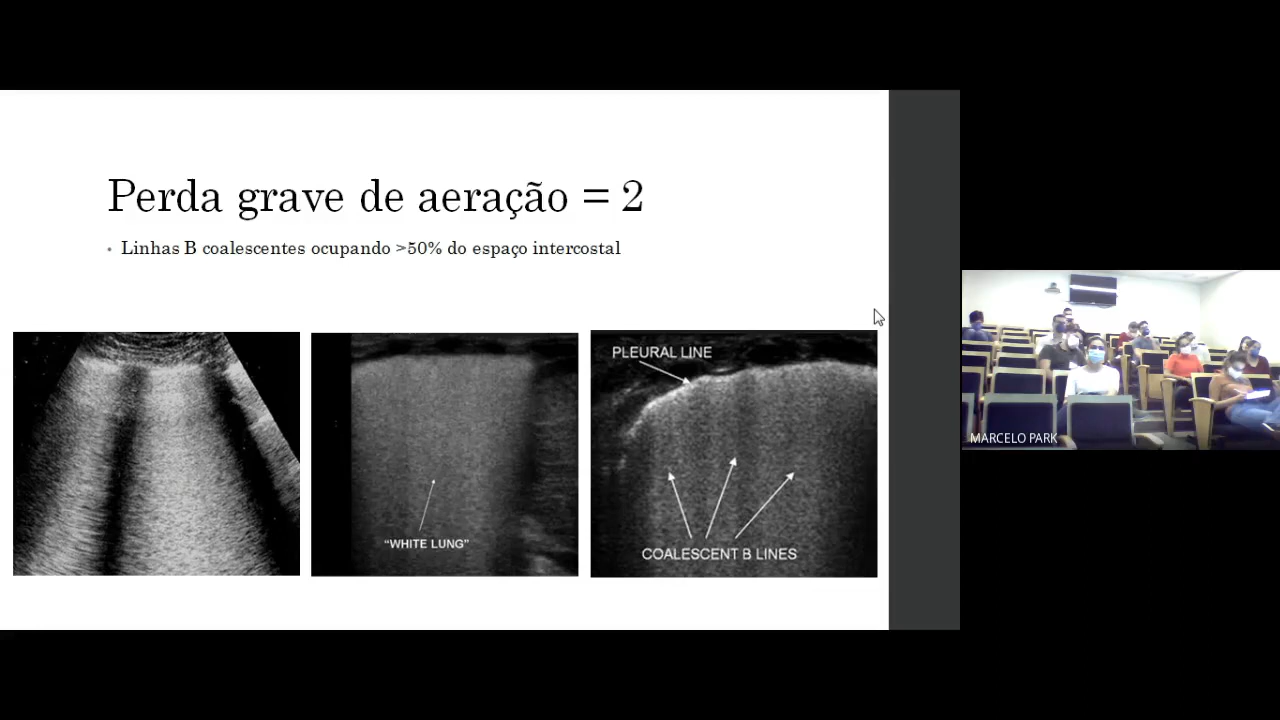 Perda grave de aeração = 2
• Linhas B coalescentes ocupando >50% do espaço intercostal
"WHITE LUNG"
PLEURAL LINE
COALESCENT B LINES
MARCELO PARK